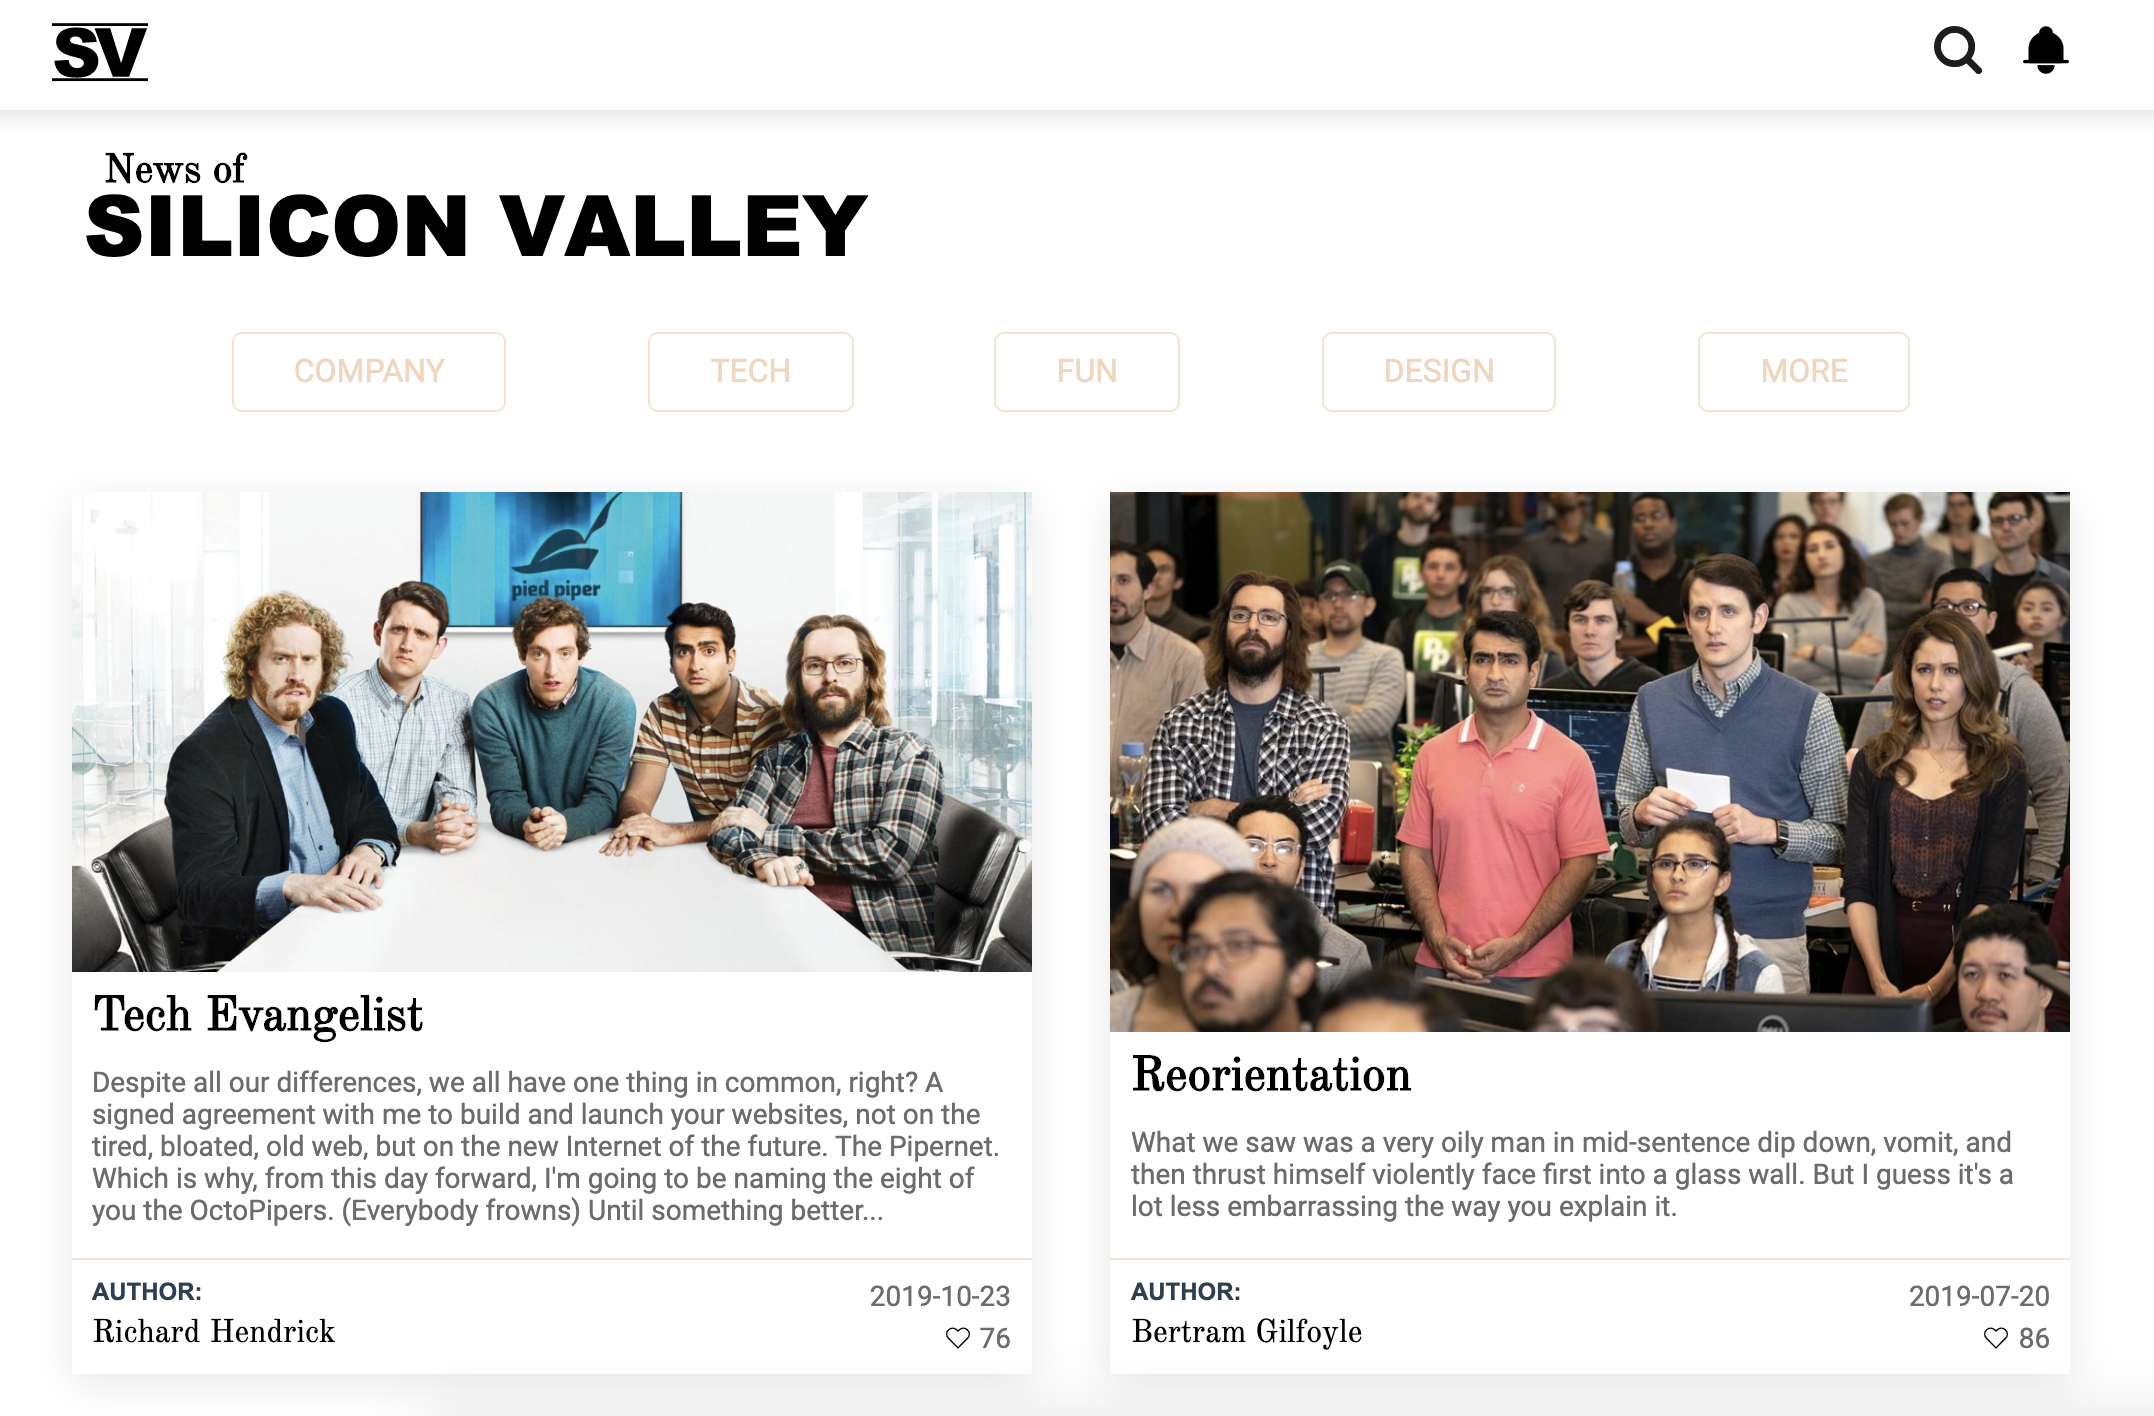 SV
News of
SILICON VALLEY
COMPANY
TECH
FUN
DESIGN
MORE
pied piper
Tech Evangelist
Despite all our differences, we all have one thing in common, right? A
signed agreement with me to build and launch your websites, not on the
tired, bloated, old web, but on the new Internet of the future. The Pipernet.
Which is why, from this day forward, I'm going to be naming the eight of
you the OctoPipers. (Everybody frowns) Until something better...
AUTHOR:
Richard Hendrick
2019-10-23
76
PP
Reorientation
What we saw was a very oily man in mid-sentence dip down, vomit, and
then thrust himself violently face first into a glass wall. But I guess it's a
lot less embarrassing the way you explain it.
AUTHOR:
Bertram Gilfoyle
2019-07-20
86